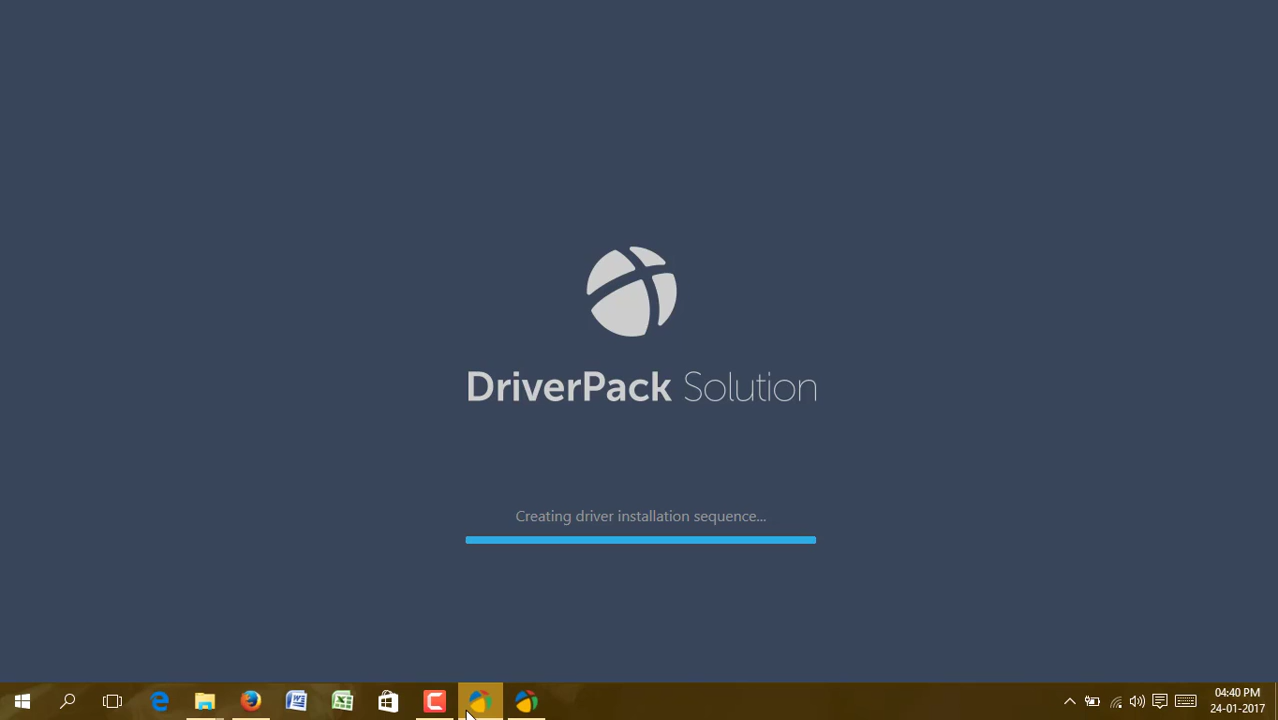 DriverPack Solution
Creating driver installation sequence...
04:40 PM
24-01-2017